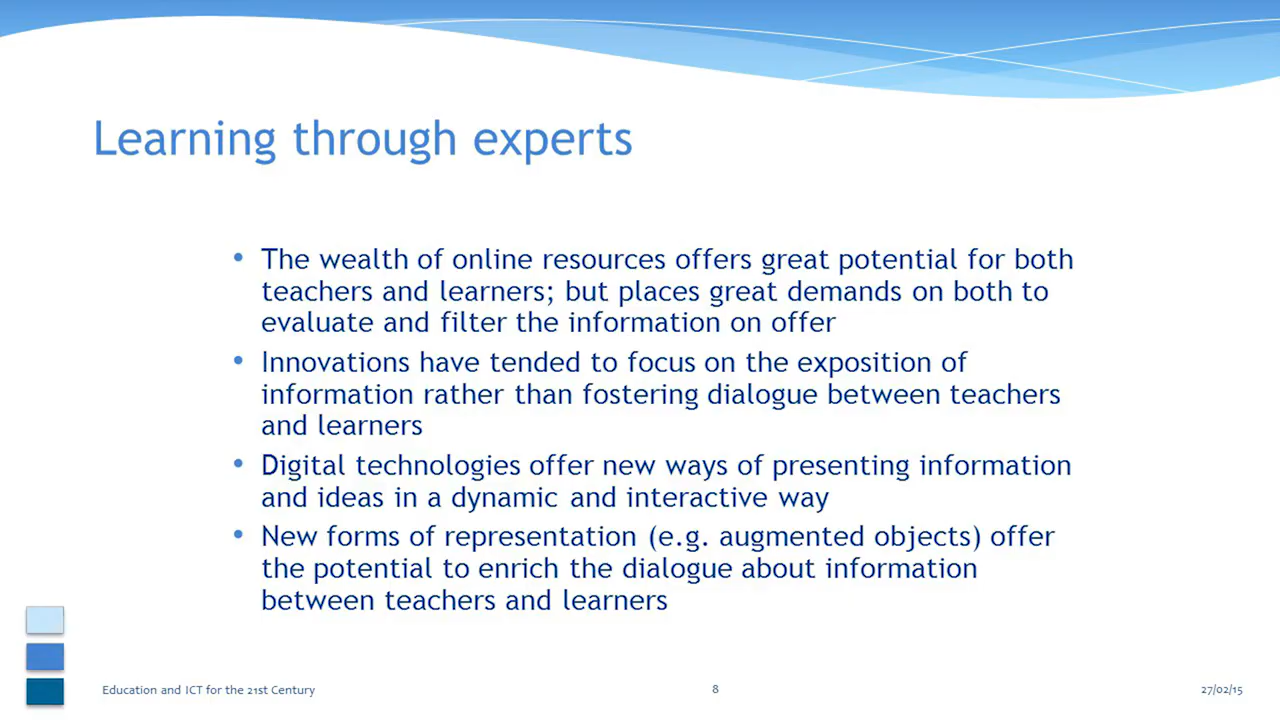 Learning through experts
• The wealth of online resources offers great potential for both
teachers and learners; but places great demands on both to
evaluate and filter the information on offer
• Innovations have tended to focus on the exposition of
information rather than fostering dialogue between teachers
and learners
• Digital technologies offer new ways of presenting information
and ideas in a dynamic and interactive way
• New forms of representation (e.g. augmented objects) offer
the potential to enrich the dialogue about information
between teachers and learners
Education and ICT for the 21st Century
8
27/02/15